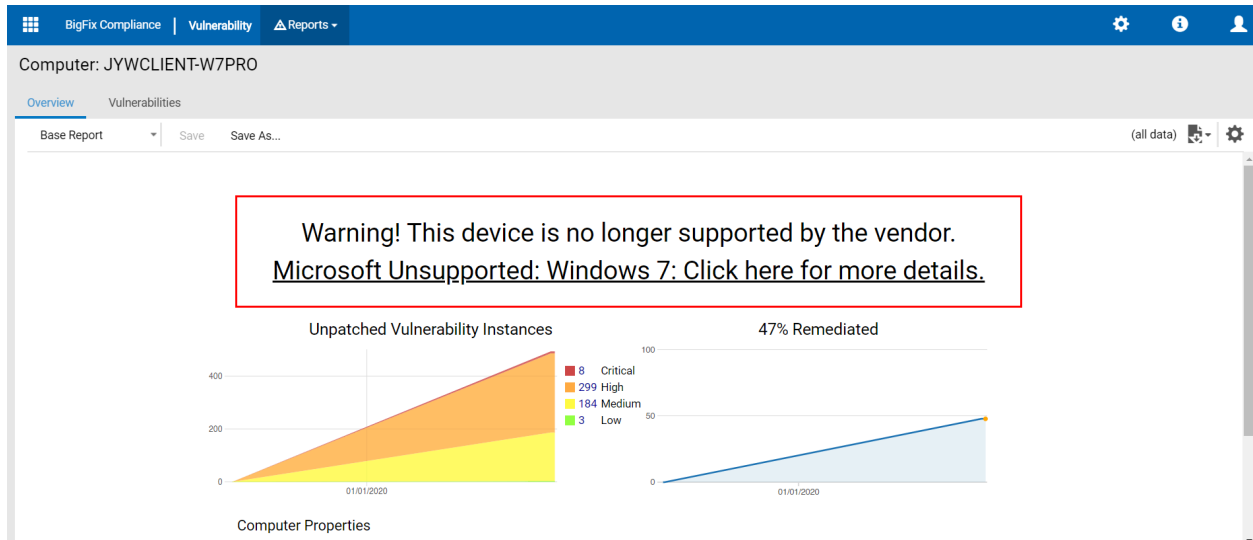 BigFix Compliance | Vulnerability Reports
Computer: JYWCLIENT-W7PRO
Overview Vulnerabilities
Base Report Save Save As... (all data)
Warning! This device is no longer supported by the vendor.
Microsoft Unsupported: Windows 7: Click here for more details.
Unpatched Vulnerability Instances
400
200
0
01/01/2020
8 Critical
299 High
184 Medium
3 Low
47% Remediated
100
50
0
01/01/2020
Computer Properties